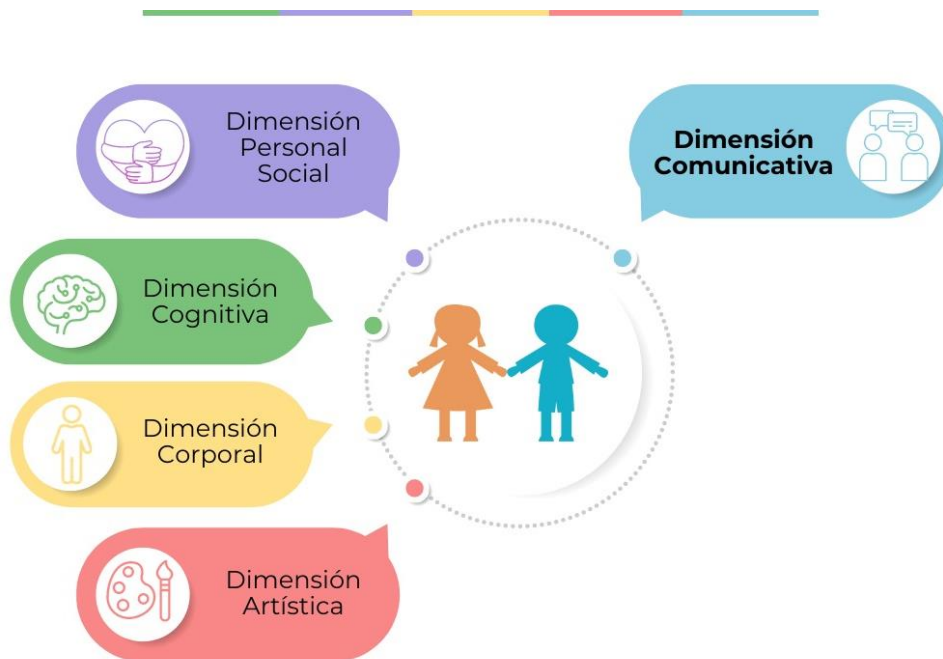 Dimensión
Personal
Social
Dimensión
Comunicativa
Dimensión
Cognitiva
Dimensión
Corporal
Dimensión
Artística